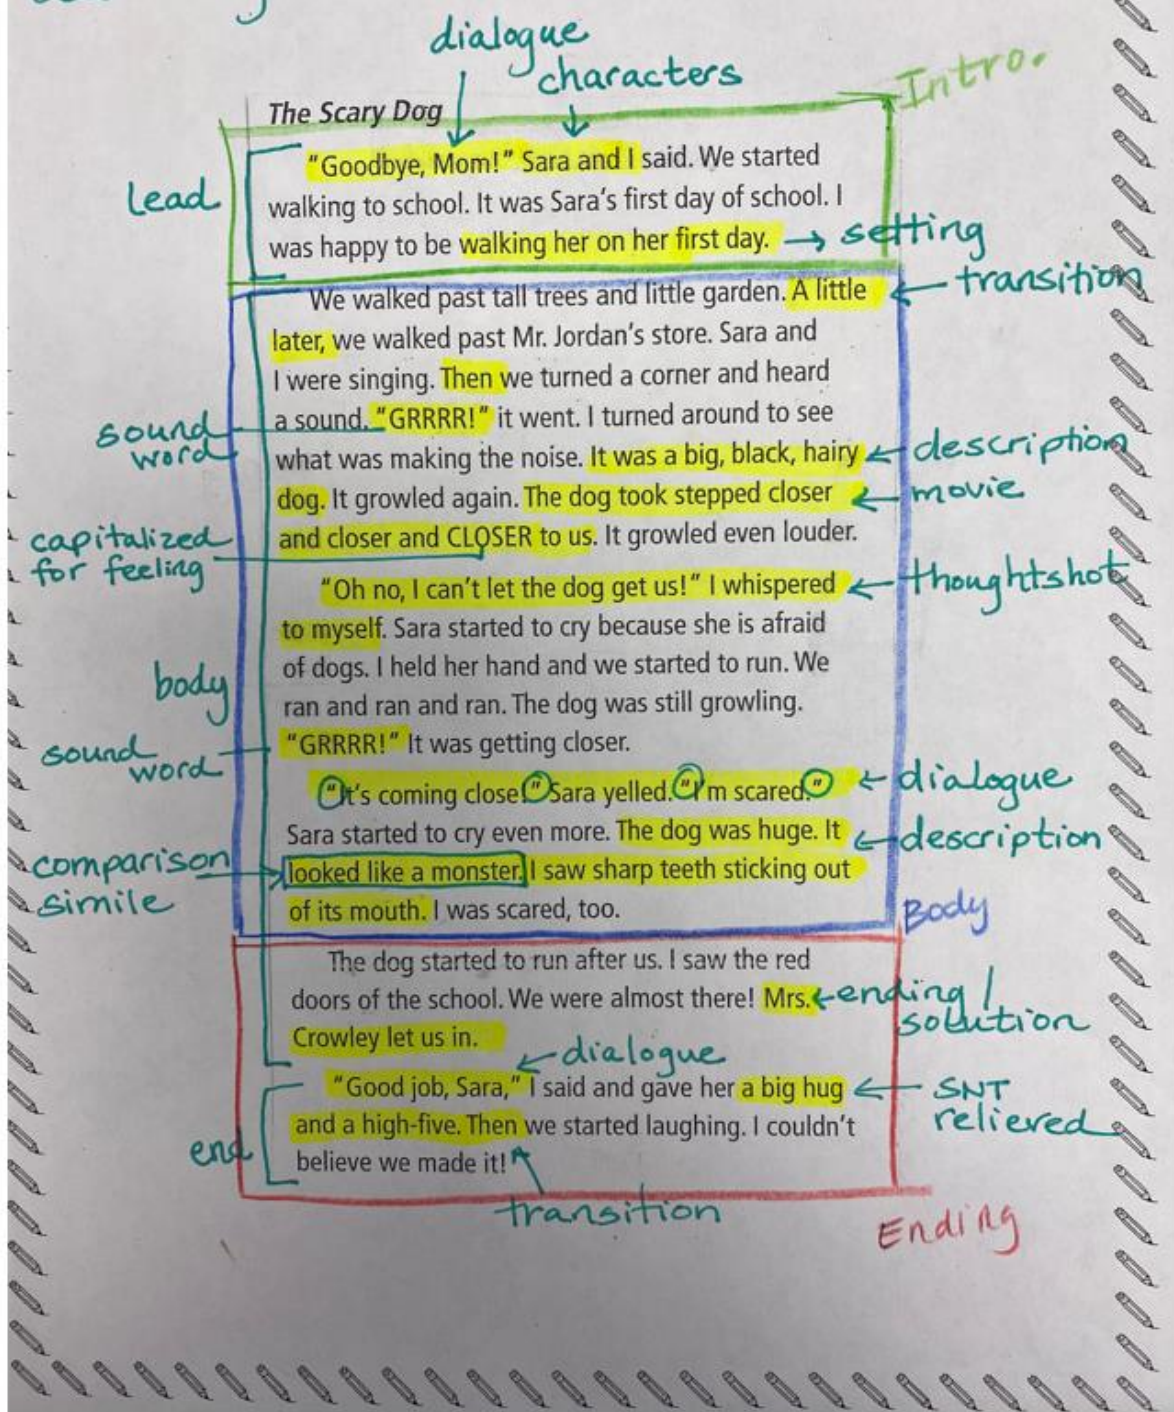 dialogue
characters
Intro.
The Scary Dog
"Goodbye, Mom!" Sara and I said. We started
lead
walking to school. It was Sara's first day of school. I
was happy to be walking her on her first day. → setting
We walked past tall trees and little garden. A little ← transition
later, we walked past Mr. Jordan's store. Sara and
I were singing. Then we turned a corner and heard
sound word
a sound. "GRRRR!" it went. I turned around to see
what was making the noise. It was a big, black, hairy ← description
dog. It growled again. The dog took stepped closer ← movie
capitalized for feeling
and closer and CLOSER to us. It growled even louder.
"Oh no, I can't let the dog get us!" I whispered ← thoughtshot
to myself. Sara started to cry because she is afraid
of dogs. I held her hand and we started to run. We
body
ran and ran and ran. The dog was still growling.
sound word
"GRRRR!" It was getting closer.
"It's coming close!" Sara yelled. "I'm scared." ← dialogue
Sara started to cry even more. The dog was huge. It ← description
comparison simile
looked like a monster. I saw sharp teeth sticking out
of its mouth. I was scared, too.
Body
The dog started to run after us. I saw the red
doors of the school. We were almost there! Mrs. ← ending / solution
Crowley let us in.
← dialogue
"Good job, Sara," I said and gave her a big hug ← SNT relieved
and a high-five. Then we started laughing. I couldn't
end
believe we made it!
transition
Ending